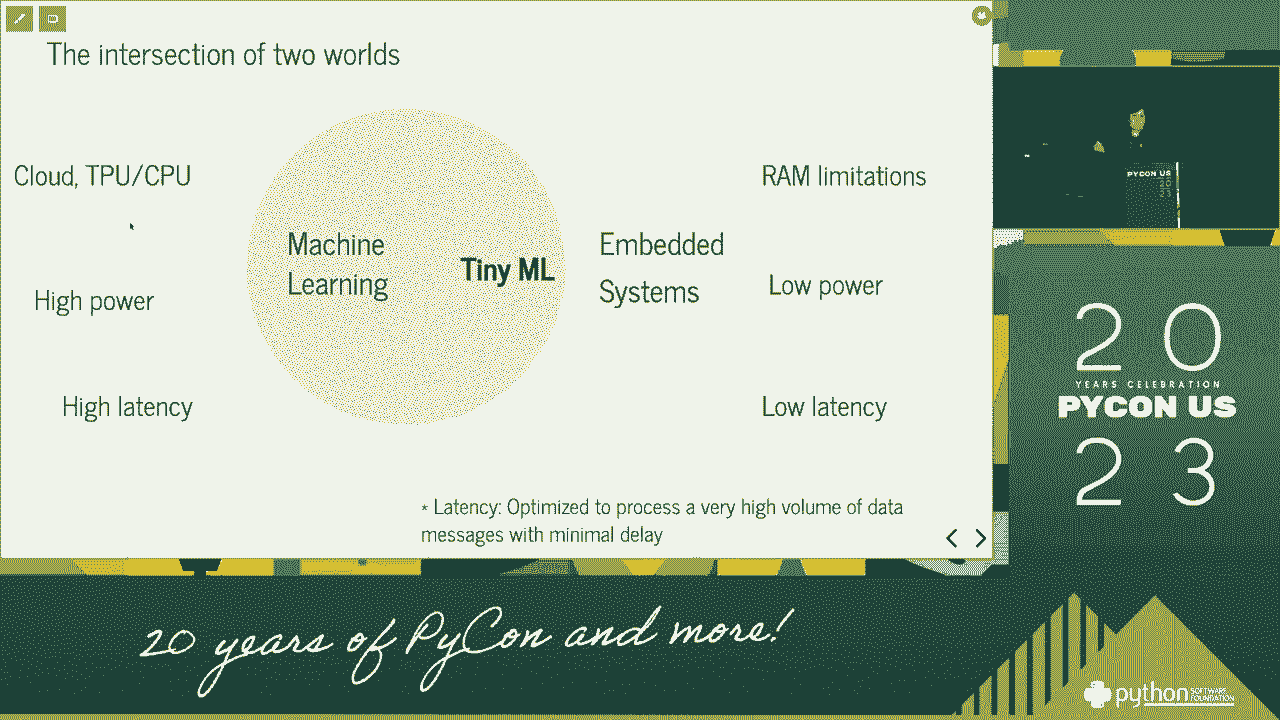 The intersection of two worlds
Cloud, TPU/CPU
High power
High latency
Machine
Learning
Tiny ML
Embedded
Systems
RAM limitations
Low power
Low latency
* Latency: Optimized to process a very high volume of data
messages with minimal delay
PYCON US
20
23
20
YEARS CELEBRATION
PYCON US
23
20 years of PyCon and more!
python SOFTWARE
FOUNDATION